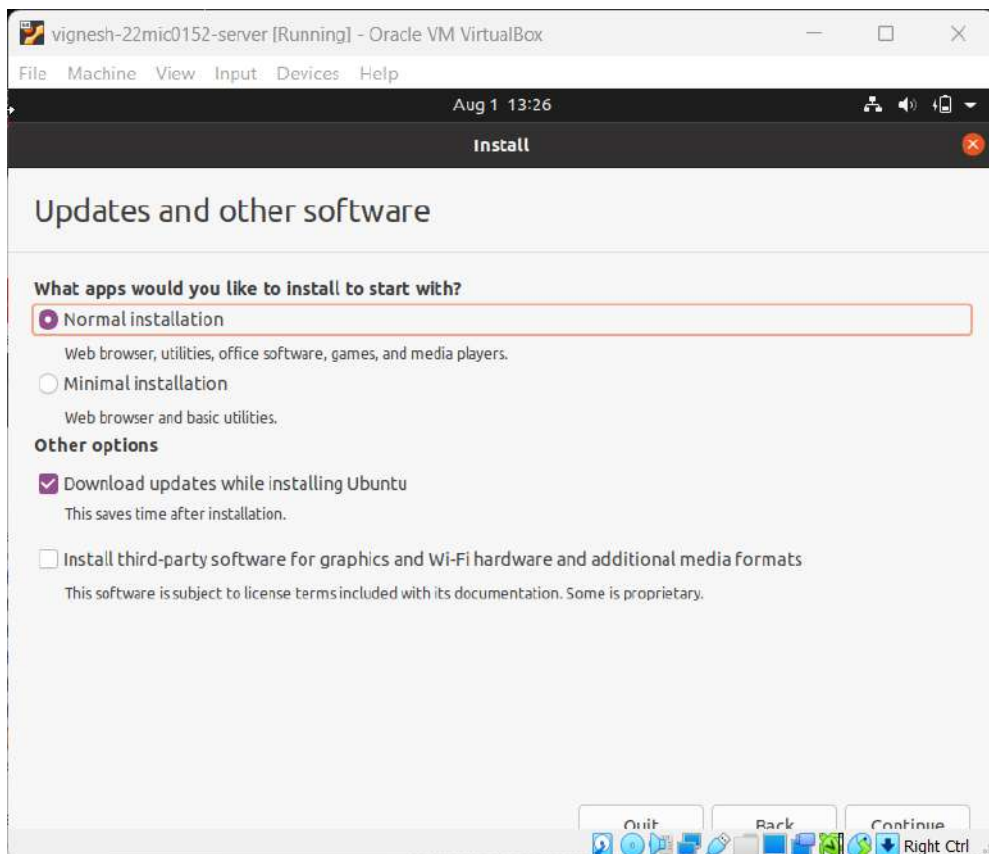 vignesh-22mic0152-server [Running] - Oracle VM VirtualBox
File Machine View Input Devices Help
Aug 1 13:26
Install
Updates and other software
What apps would you like to install to start with?
Normal installation
Web browser, utilities, office software, games, and media players.
Minimal installation
Web browser and basic utilities.
Other options
Download updates while installing Ubuntu
This saves time after installation.
Install third-party software for graphics and Wi-Fi hardware and additional media formats
This software is subject to license terms included with its documentation. Some is proprietary.
Quit Back Continue
Right Ctrl